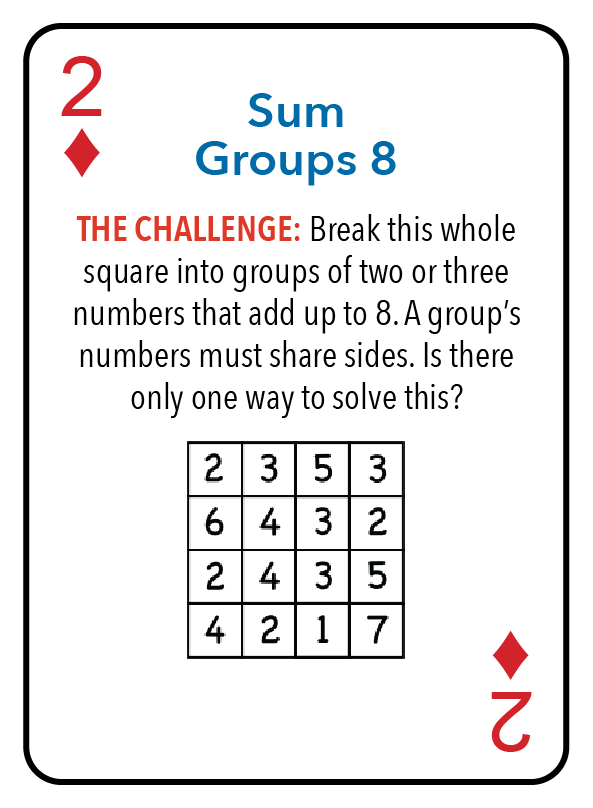 2
Sum
Groups 8
THE CHALLENGE: Break this whole
square into groups of two or three
numbers that add up to 8. A group's
numbers must share sides. Is there
only one way to solve this?
2 3 5 3
6 4 3 2
2 4 3 5
4 2 1 7
2